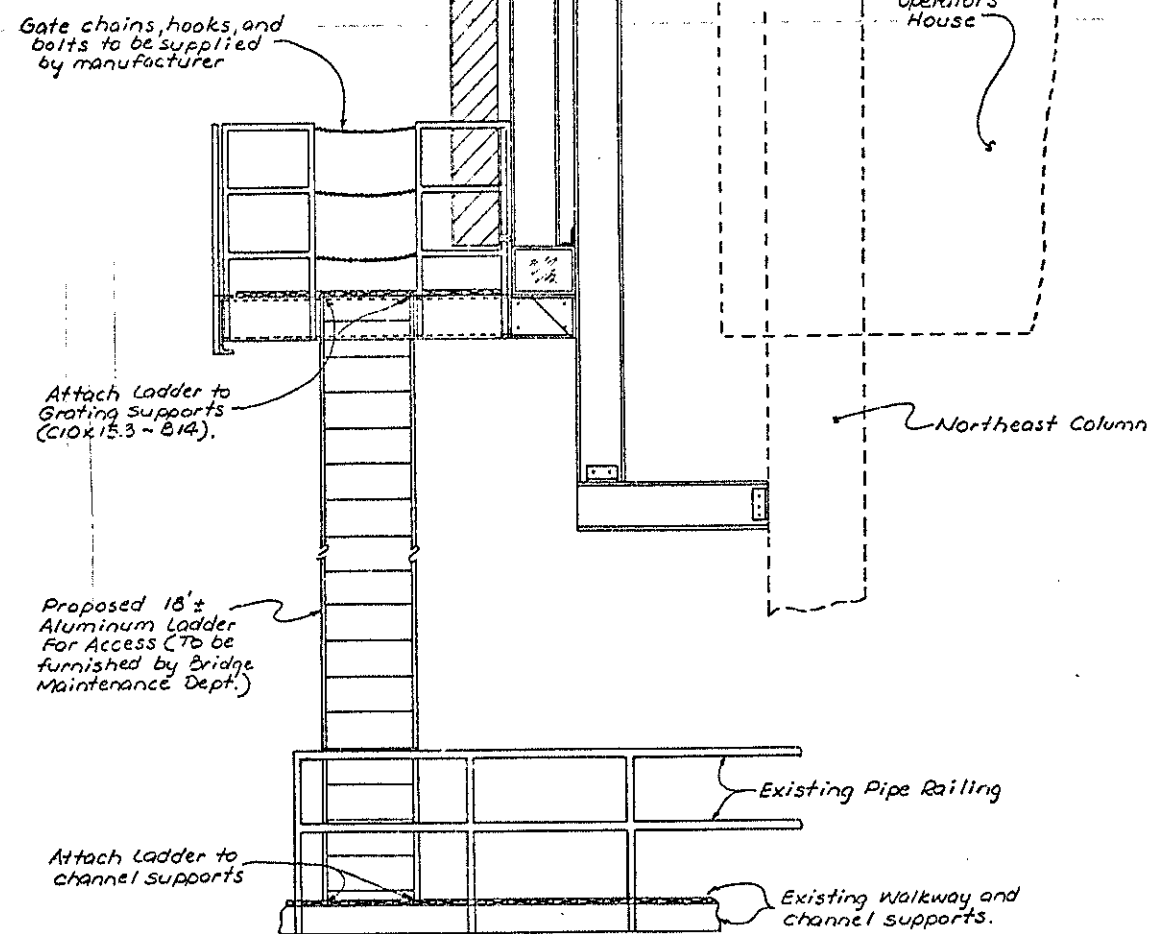 Operators
House
Gate chains, hooks, and
bolts to be supplied
by manufacturer
Attach Ladder to
Grating supports
(C10x15.3 ~ B14).
Northeast Column
Proposed 18'±
Aluminum Ladder
For Access (To be
furnished by Bridge
Maintenance Dept.)
Existing Pipe Railing
Attach Ladder to
channel supports
Existing Walkway and
channel supports.